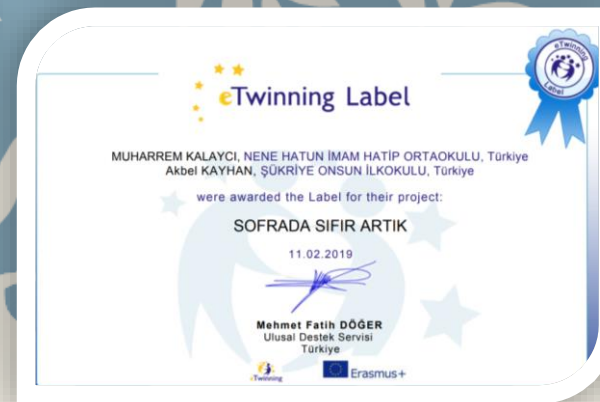 eTwinning Label
eTwinning
Label
MUHARREM KALAYCI, NENE HATUN İMAM HATİP ORTAOKULU, Türkiye
Akbel KAYHAN, ŞÜKRİYE ONSUN İLKOKULU, Türkiye
were awarded the Label for their project:
SOFRADA SIFIR ARTIK
11.02.2019
Mehmet Fatih DÖĞER
Ulusal Destek Servisi
Türkiye
eTwinning
Erasmus+